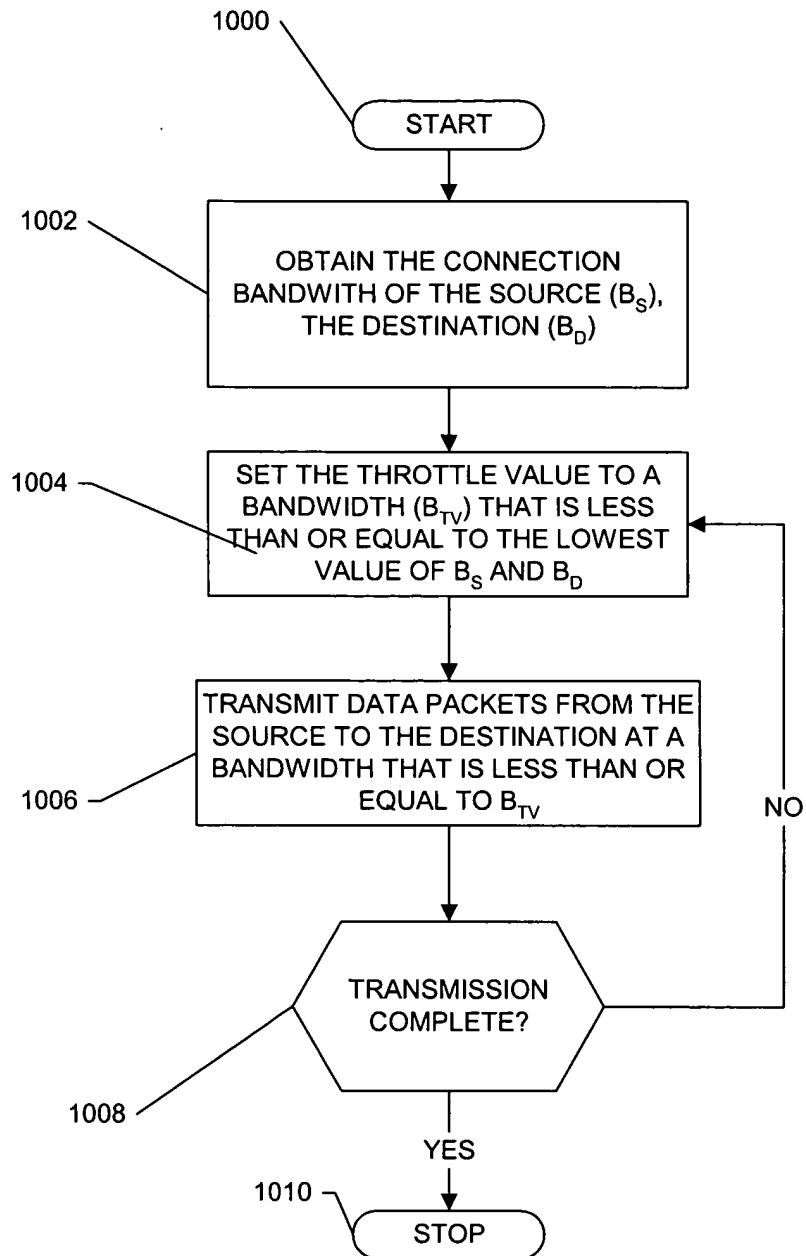 1000
START
1002
OBTAIN THE CONNECTION
BANDWITH OF THE SOURCE (BS),
THE DESTINATION (BD)
1004
SET THE THROTTLE VALUE TO A
BANDWIDTH (BTV) THAT IS LESS
THAN OR EQUAL TO THE LOWEST
VALUE OF BS AND BD
TRANSMIT DATA PACKETS FROM THE
SOURCE TO THE DESTINATION AT A
BANDWIDTH THAT IS LESS THAN OR
EQUAL TO BTV
1006
NO
TRANSMISSION
COMPLETE?
1008
YES
1010
STOP